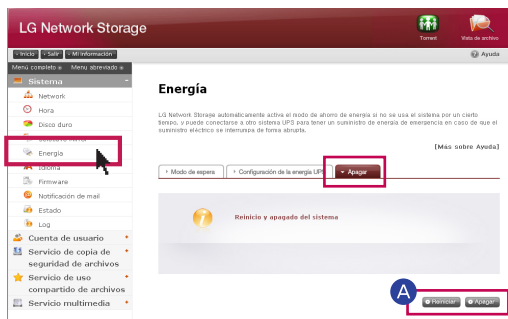 LG Network Storage
Torrent
Vista de archivo
Inicio
Salir
Mi información
Ayuda
Menú completo
Menu abreviado
Sistema
Network
Hora
Disco duro
Energía
Idioma
Firmware
Notificación de mail
Estado
Log
Cuenta de usuario
Servicio de copia de
seguridad de archivos
Servicio de uso
compartido de archivos
Servicio multimedia
Energía
LG Network Storage automáticamente activa el modo de ahorro de energía si no se usa el sistema por un cierto
tiempo, y puede conectarse a otro sistema UPS para tener un suministro de energía de emergencia en caso de que el
suministro eléctrico se interrumpa de forma abrupta.
[Más sobre Ayuda]
Modo de espera
Configuración de la energía UPS
Apagar
Reinicio y apagado del sistema
A
Reiniciar
Apagar